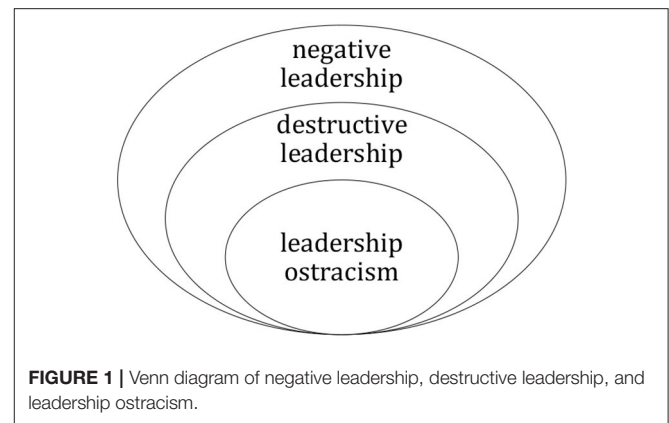 negative
leadership
destructive
leadership
leadership
ostracism
FIGURE 1 | Venn diagram of negative leadership, destructive leadership, and
leadership ostracism.